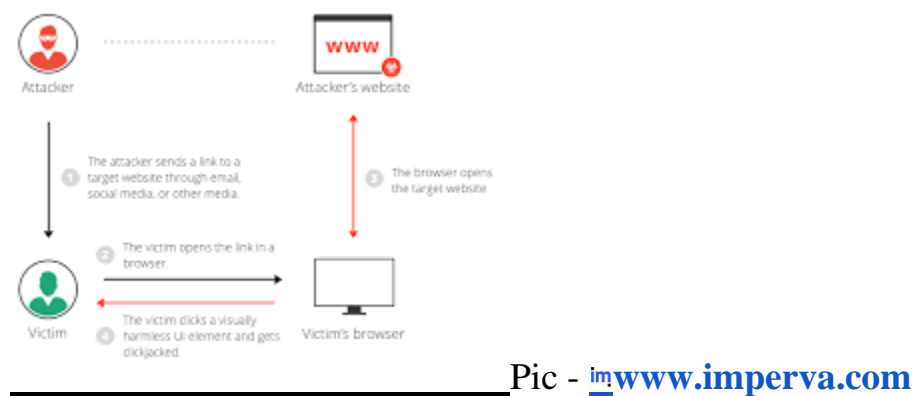 www
Attacker
Attacker's website
1
The attacker sends a link to a
target website through email,
social media, or other media.
3
The browser opens
the target website
2
The victim opens the link in a
browser.
Victim
4
The victim clicks a visually
harmless UI element and gets
clickjacked.
Victim's browser
Pic - im www.imperva.com